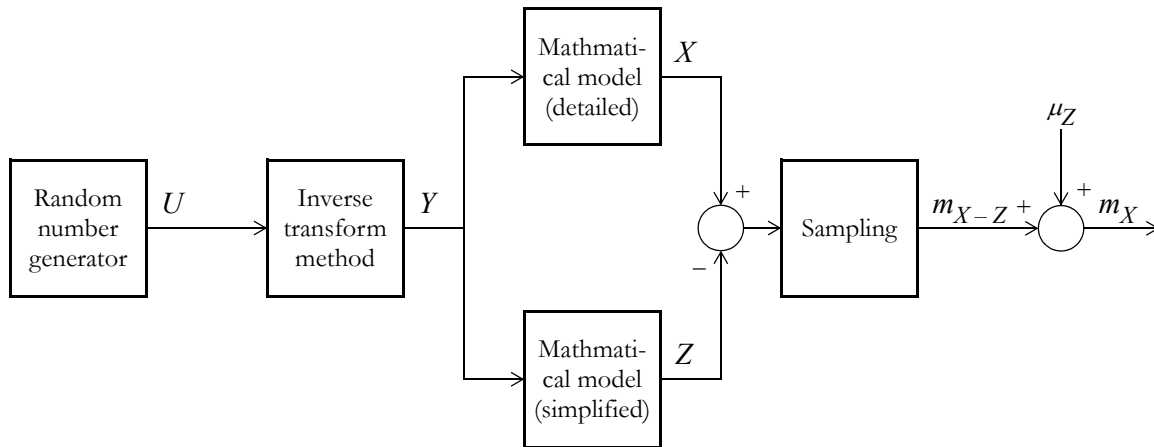 Random
number
generator
U
Inverse
transform
method
Y
Mathmati-
cal model
(detailed)
X
Mathmati-
cal model
(simplified)
Z
+
−
Sampling
m_{X−Z} +
μ_Z
+
m_X